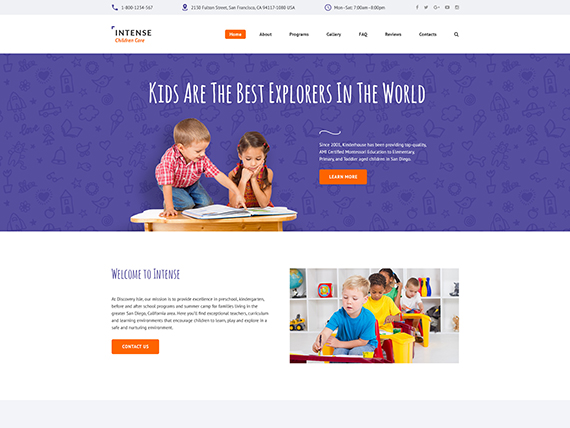 1-800-1234-567
2130 Fulton Street, San Francisco, CA 94117-1080 USA
Mon–Sat: 7:00am–8:00pm
INTENSE
Children Care
Home
About
Programs
Gallery
FAQ
Reviews
Contacts
Kids Are The Best Explorers In The World
Since 2003, Kinderhouse has been providing top-quality,
AMI Certified Montessori Education to Elementary,
Primary and Toddler aged children in San Diego.
LEARN MORE
Welcome to Intense
At Discovery Isle, our mission is to provide excellence in preschool, kindergarten,
before and after school programs and summer camp for families living in the
greater San Diego, California area. Here you'll find exceptional teachers, curriculum
and learning environments that encourage children to learn, play and explore in a
safe and nurturing environment.
CONTACT US